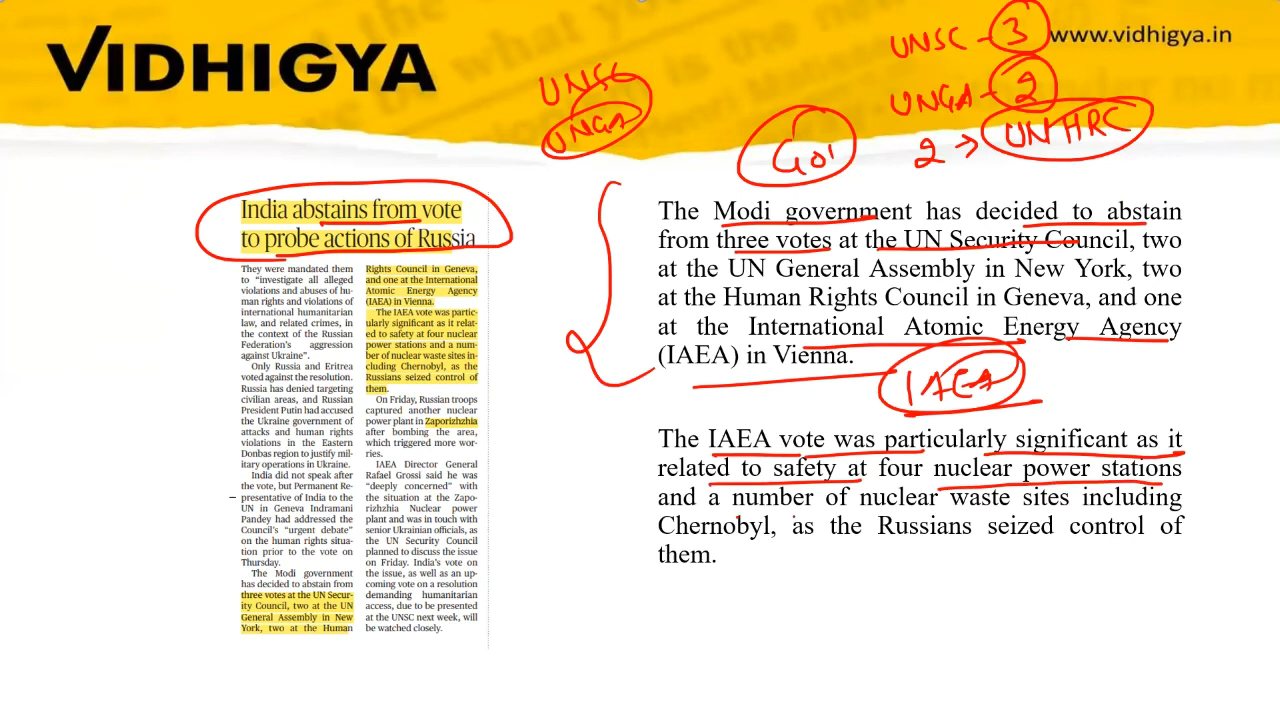 VIDHIGYA
www.vidhigya.in
UNSC - 3
UNGA - 2
2 → UNHRC
UNSC
UNGA
GOI
India abstains from vote
to probe actions of Russia
They were mandated them
to “investigate all alleged
violations and abuses of hu-
man rights and violations of
international humanitarian
law, and related crimes, in
the context of the Russian
Federation’s aggression
against Ukraine”.
Only Russia and Eritrea
voted against the resolution.
Russia has denied targeting
civilian areas, and Russian
President Putin had accused
the Ukraine government of
attacks and human rights
violations in the Eastern
Donbas region to justify mil-
itary operations in Ukraine.
India did not speak after
the vote, but Permanent Re-
presentative of India to the
UN in Geneva Indramani
Pandey had addressed the
Council’s “urgent debate”
on the human rights situa-
tion prior to the vote on
Thursday.
The Modi government
has decided to abstain from
three votes at the UN Secur-
ity Council, two at the UN
General Assembly in New
York, two at the Human
Rights Council in Geneva,
and one at the International
Atomic Energy Agency
(IAEA) in Vienna.
The IAEA vote was partic-
ularly significant as it relat-
ed to safety at four nuclear
power stations and a num-
ber of nuclear waste sites in-
cluding Chernobyl, as the
Russians seized control of
them.
On Friday, Russian troops
captured another nuclear
power plant in Zaporizhzhia
after bombing the area,
which triggered more wor-
ries.
IAEA Director General
Rafael Grossi said he was
“deeply concerned” with
the situation at the Zapo-
rizhzhia Nuclear power
plant and was in touch with
senior Ukrainian officials, as
the UN Security Council
planned to discuss the issue
on Friday. India’s vote on
the issue, as well as an up-
coming vote on a resolution
demanding humanitarian
access, due to be presented
at the UNSC next week, will
be watched closely.
The Modi government has decided to abstain
from three votes at the UN Security Council, two
at the UN General Assembly in New York, two
at the Human Rights Council in Geneva, and one
at the International Atomic Energy Agency
(IAEA) in Vienna.
IAEA
The IAEA vote was particularly significant as it
related to safety at four nuclear power stations
and a number of nuclear waste sites including
Chernobyl, as the Russians seized control of
them.